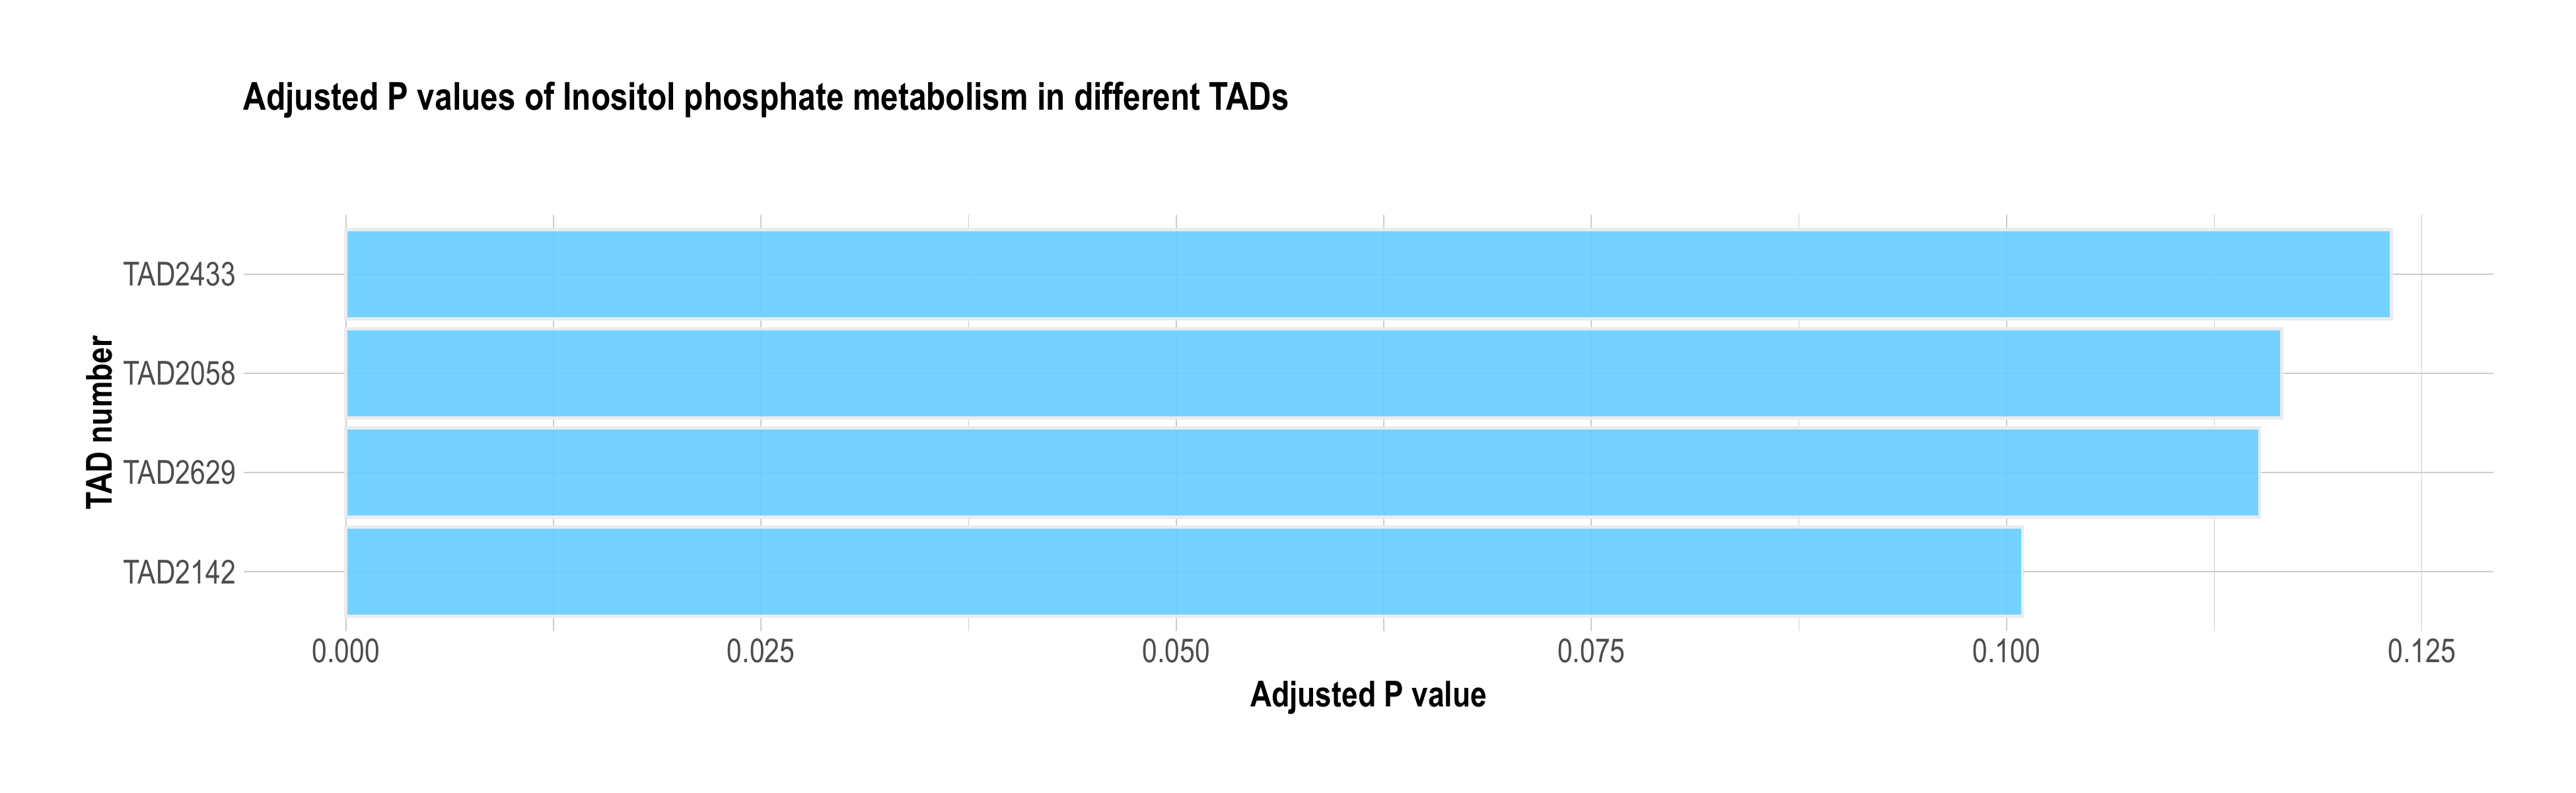 Adjusted P values of Inositol phosphate metabolism in different TADs
TAD number
TAD2433
TAD2058
TAD2629
TAD2142
0.000 0.025 0.050 0.075 0.100 0.125
Adjusted P value